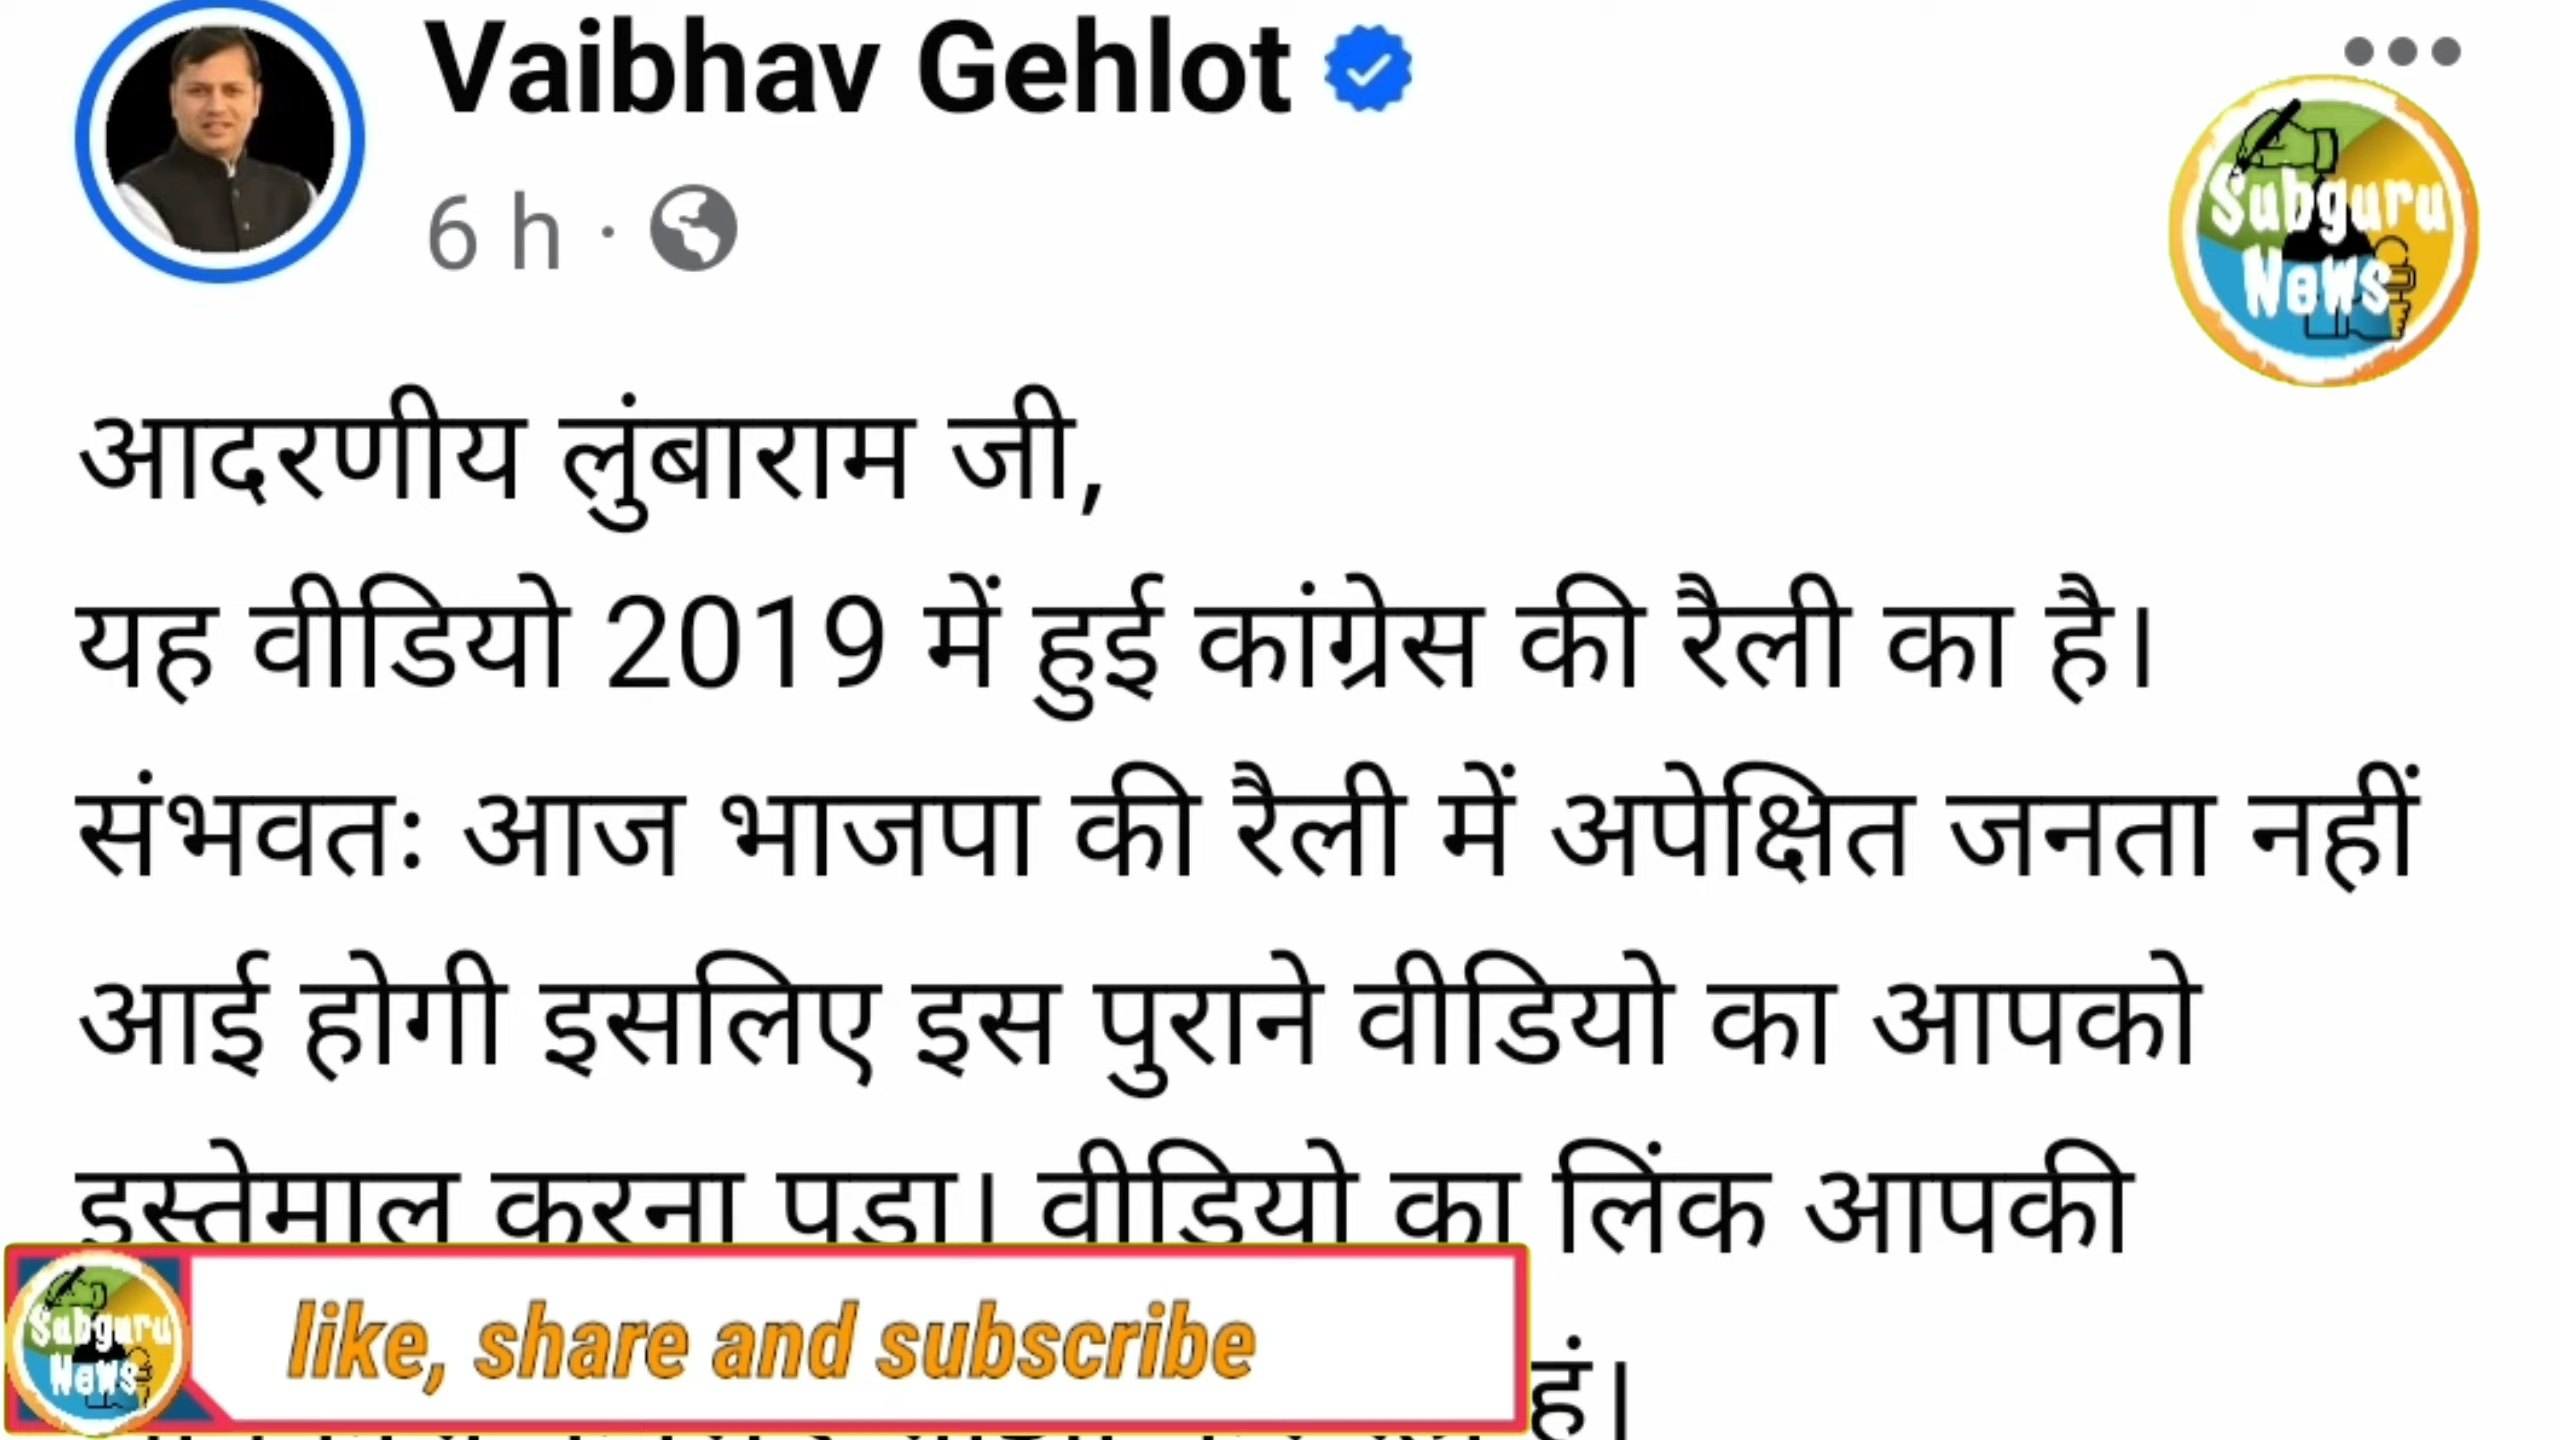 Vaibhav Gehlot
6 h ·
Subguru
News
आदरणीय लुंबाराम जी,
यह वीडियो 2019 में हुई कांग्रेस की रैली का है।
संभवतः आज भाजपा की रैली में अपेक्षित जनता नहीं
आई होगी इसलिए इस पुराने वीडियो का आपको
इस्तेमाल करना पड़ा। वीडियो का लिंक आपकी
like, share and subscribe
Subguru
News